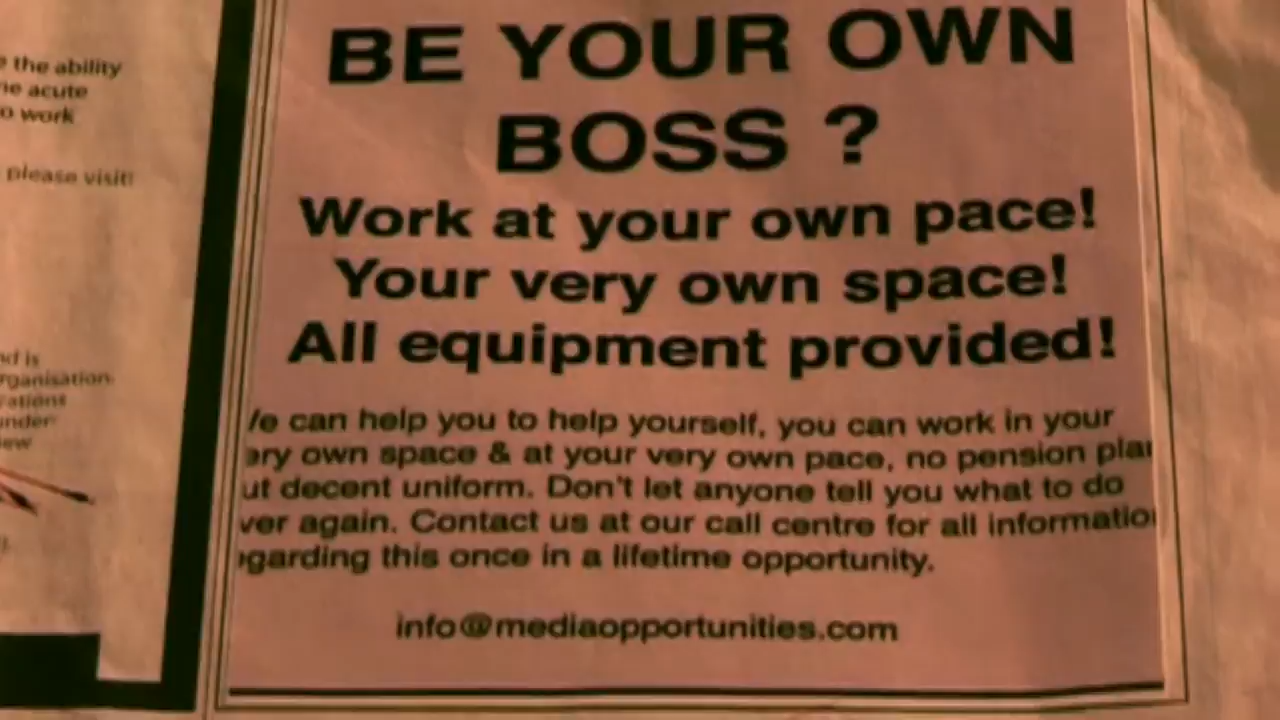 the ability
acute
work
please visit:
is
BE YOUR OWN
BOSS ?
Work at your own pace!
Your very own space!
All equipment provided!
can help you to help yourself, you can work in your
own space & at your very own pace, no pension
decent uniform. Don't let anyone tell you what to do
again. Contact us at our call centre for all
this once in a lifetime opportunity.
info@mediaopportunities.com